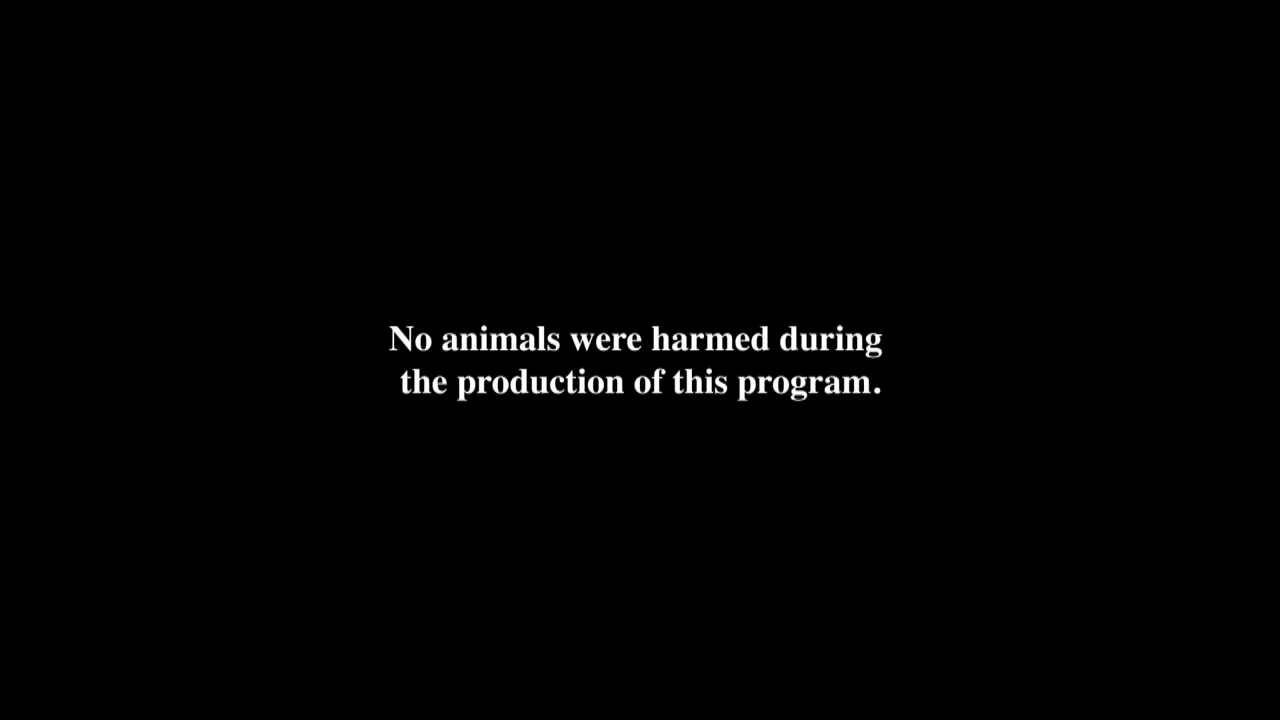 No animals were harmed during
the production of this program.